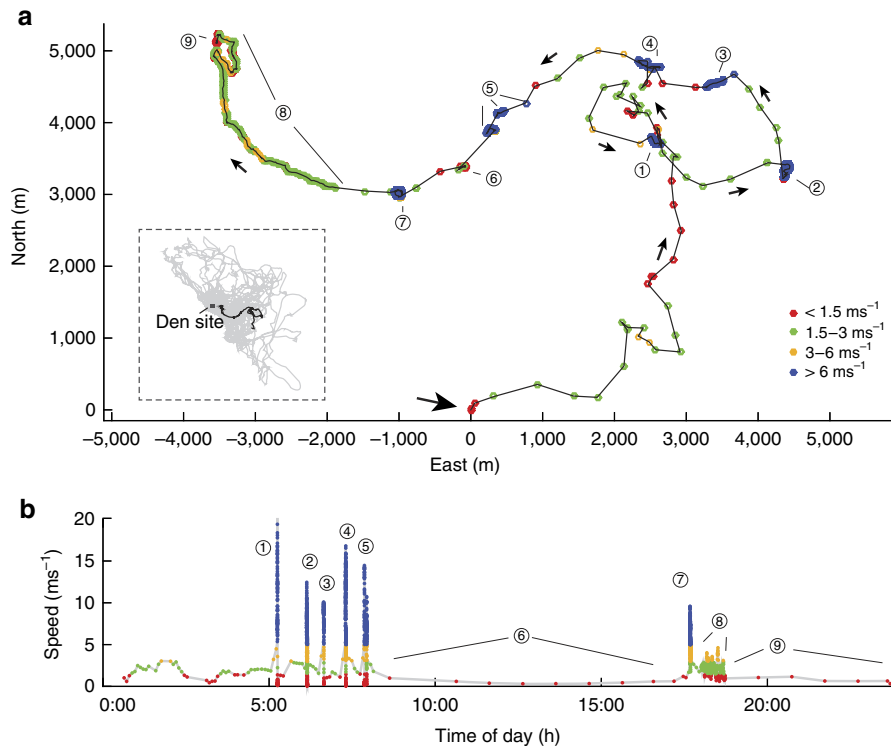 a
5,000
4,000
3,000
2,000
1,000
0
North (m)
−5,000 −4,000 −3,000 −2,000 −1,000 0 1,000 2,000 3,000 4,000 5,000
East (m)
⑨
⑧
⑤
④
③
⑥
⑦
①
②
Den site
< 1.5 ms⁻¹
1.5–3 ms⁻¹
3–6 ms⁻¹
> 6 ms⁻¹
b
20
15
10
5
0
Speed (ms⁻¹)
① ② ③ ④ ⑤ ⑥ ⑦ ⑧ ⑨
0:00 5:00 10:00 15:00 20:00
Time of day (h)